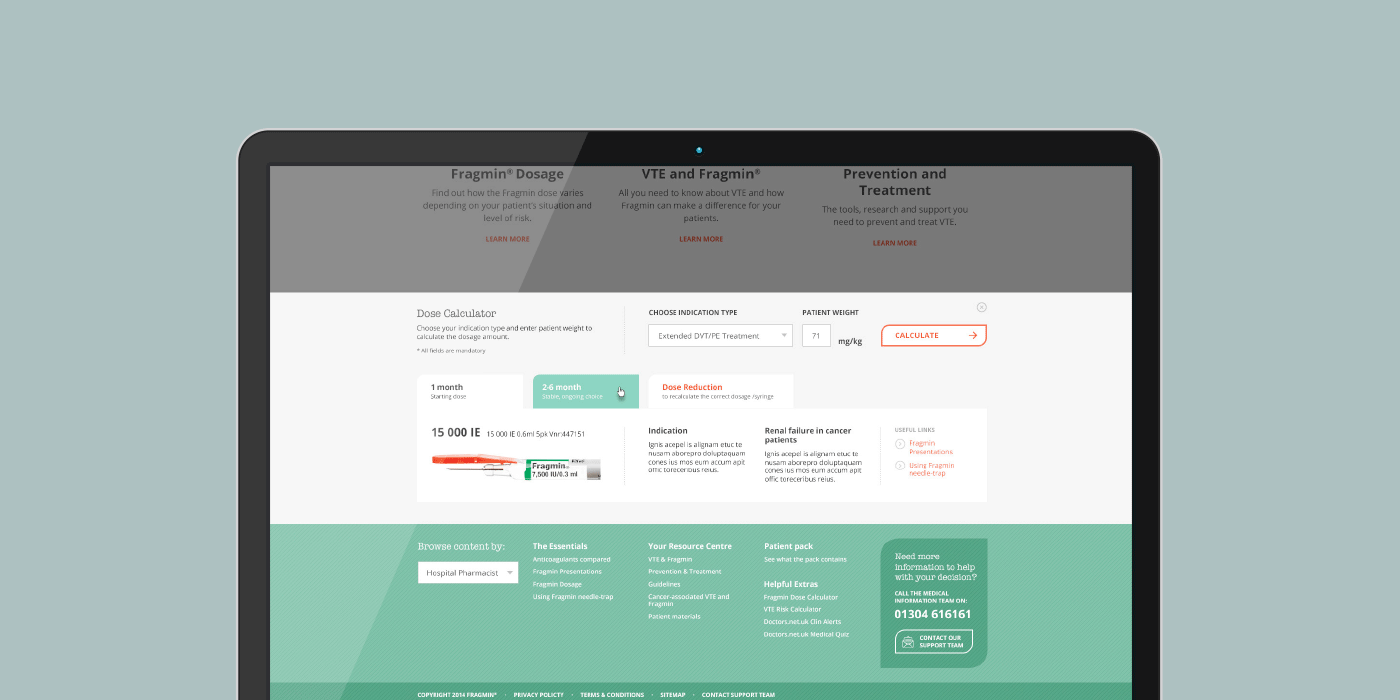 Fragmin® Dosage
Find out how the Fragmin dose varies
depending on your patient's situation and
level of risk.
LEARN MORE
VTE and Fragmin®
All you need to know about VTE and how
Fragmin can make a difference for your
patients.
LEARN MORE
Prevention and
Treatment
The tools, research and support you
need to prevent and treat VTE.
LEARN MORE
Dose Calculator
Choose your indication type and enter patient weight to
calculate the dosage amount.
* All fields are mandatory
CHOOSE INDICATION TYPE
Extended DVT/PE Treatment
PATIENT WEIGHT
71
mg/kg
CALCULATE
1 month
Starting dose
2-6 month
Stable, ongoing choice
Dose Reduction
to recalculate the correct dosage /syringe
15 000 IE 15 000 IE 0.6ml 5pk Vnr:447151
Fragmin
7,500 IU/0.3 ml
Indication
Ignis acepel is alignam etuc te
nusam aborepro doluptaquam
cones ius mos eum accum apit
offic toreceribus reius.
Renal failure in cancer
patients
Ignis acepel is alignam etuc te
nusam aborepro doluptaquam
cones ius mos eum accum apit
offic toreceribus reius.
USEFUL LINKS
Fragmin
Presentations
Using Fragmin
needle-trap
Browse content by:
Hospital Pharmacist
The Essentials
Anticoagulants compared
Fragmin Presentations
Fragmin Dosage
Using Fragmin needle-trap
Your Resource Centre
VTE & Fragmin
Prevention & Treatment
Guidelines
Cancer-associated VTE and
Fragmin
Patient materials
Patient pack
See what the pack contains
Helpful Extras
Fragmin Dose Calculator
VTE Risk Calculator
Doctors.net.uk Clin Alerts
Doctors.net.uk Medical Quiz
Need more
information to help
with your decision?
CALL THE MEDICAL
INFORMATION TEAM ON:
01304 616161
CONTACT OUR
SUPPORT TEAM
COPYRIGHT 2014 FRAGMIN® · PRIVACY POLICTY · TERMS & CONDITIONS · SITEMAP · CONTACT SUPPORT TEAM